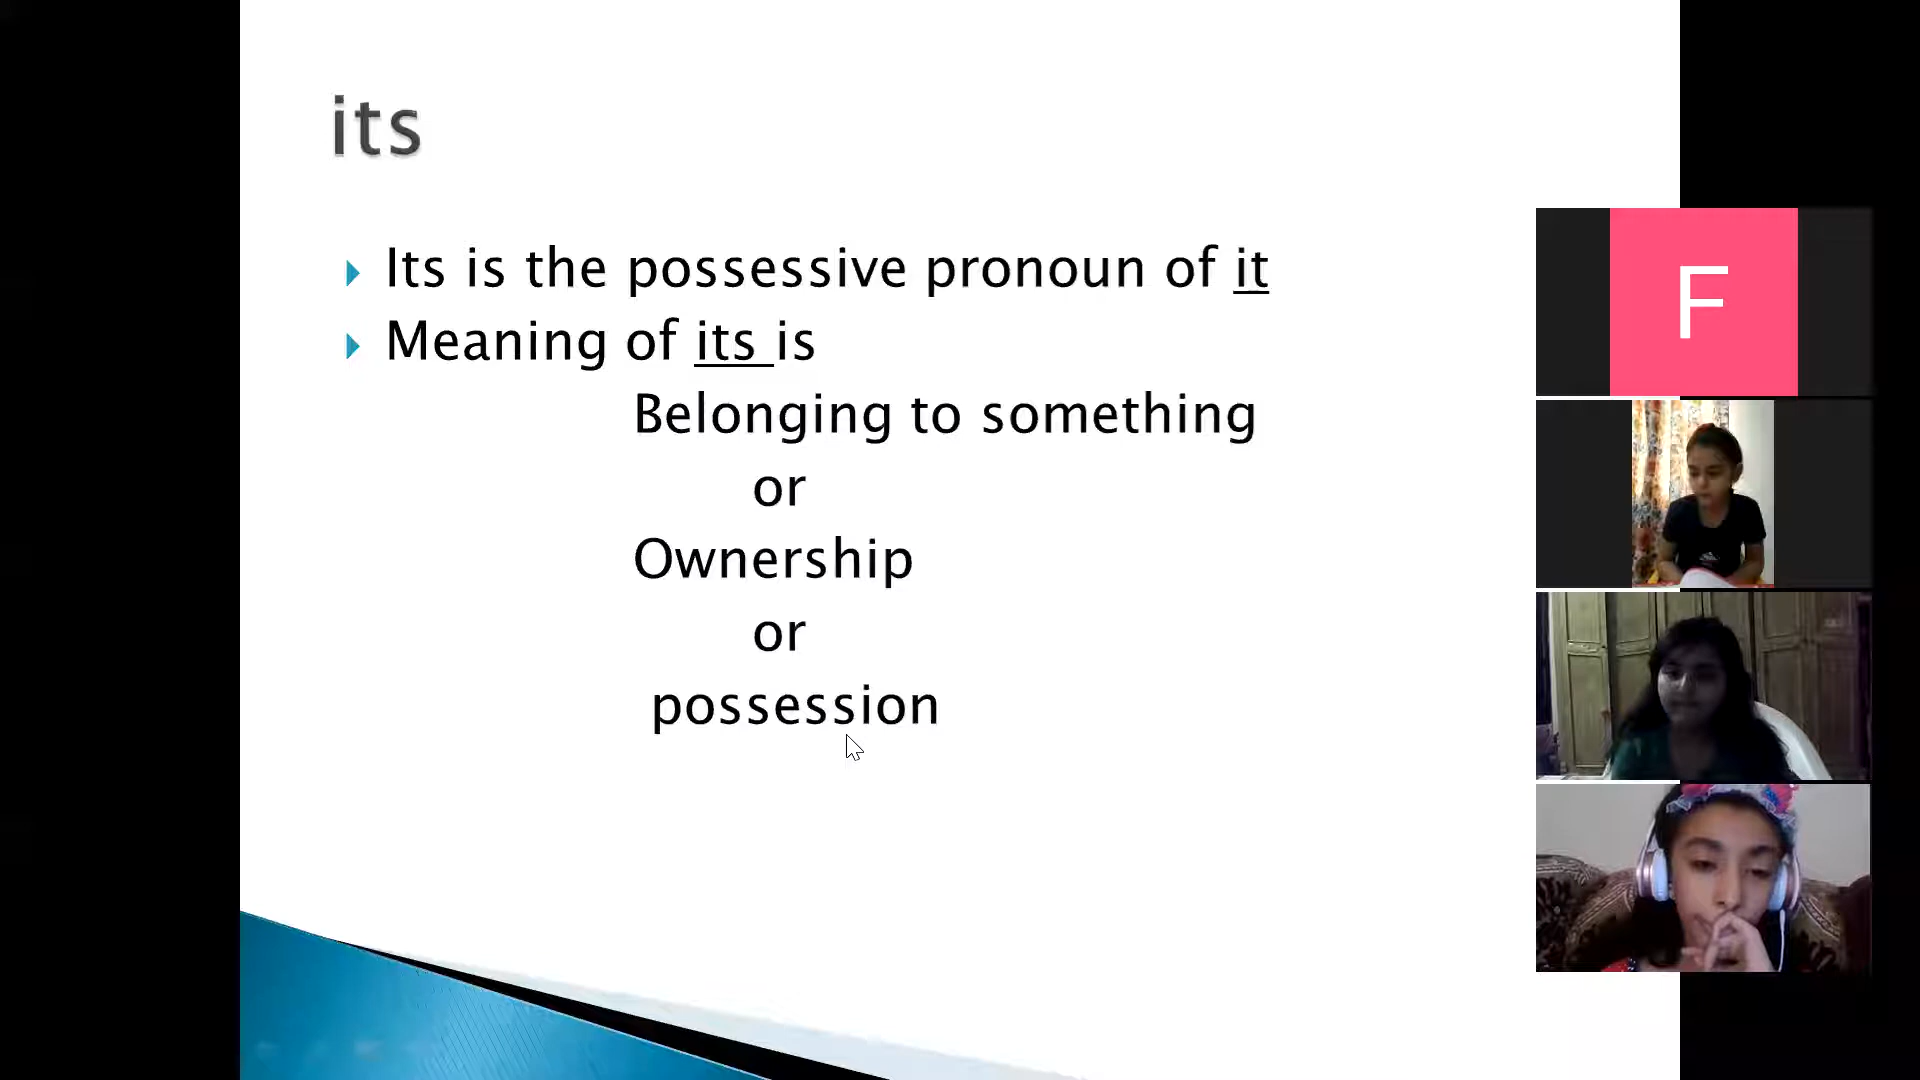 its
Its is the possessive pronoun of it
Meaning of its is
Belonging to something
or
Ownership
or
possession
F